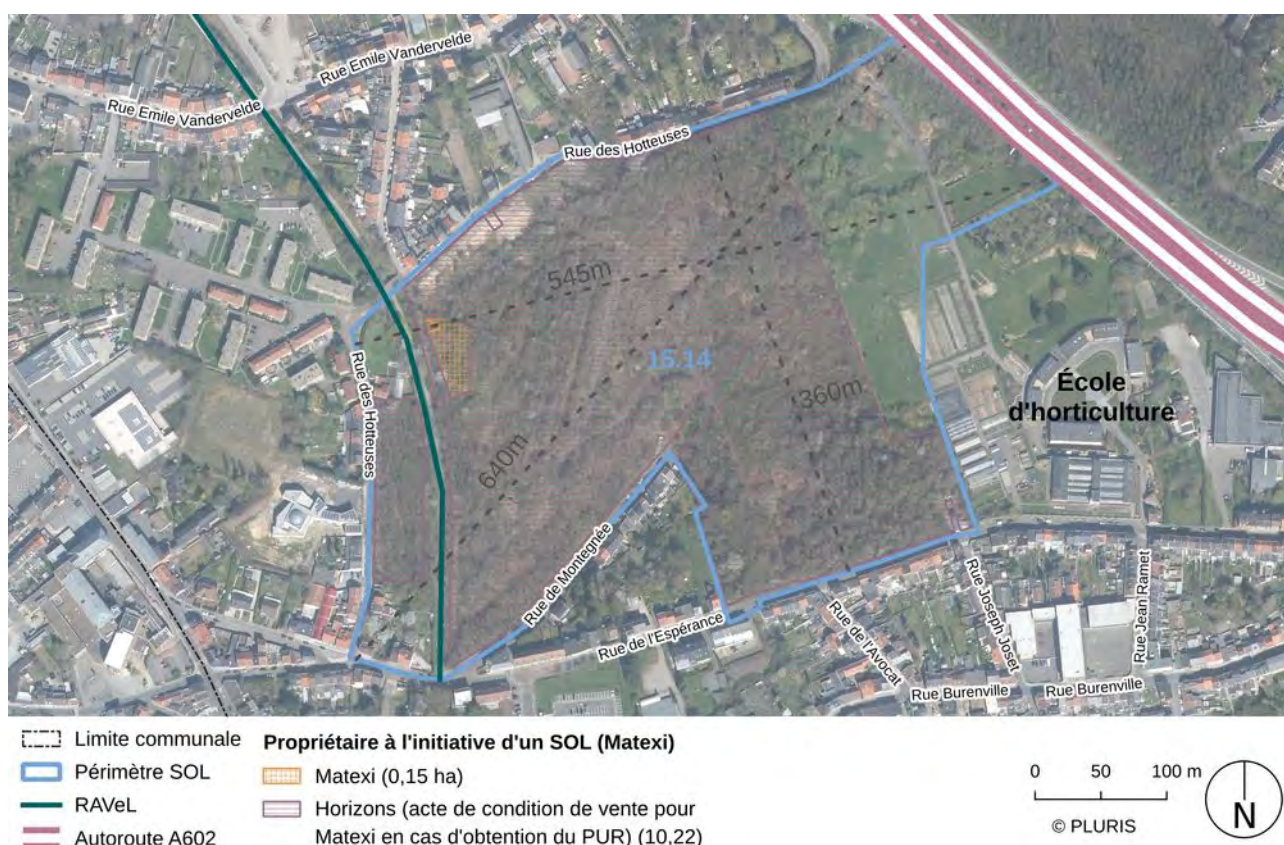 Rue Emile Vandervelde
Rue Emile Vandervelde
Rue des Hotteuses
545m
15.14
360m
640m
École
d'horticulture
Rue des Hotteuses
Rue de Montegnée
Rue de l'Espérance
Rue de l'Avocat
Rue Joseph Joset
Rue Jean Ramet
Rue Burenville
Rue Burenville
Limite communale
Périmètre SOL
RAVeL
Autoroute A602
Propriétaire à l'initiative d'un SOL (Matexi)
Matexi (0,15 ha)
Horizons (acte de condition de vente pour
Matexi en cas d'obtention du PUR) (10,22)
0 50 100 m
© PLURIS
N